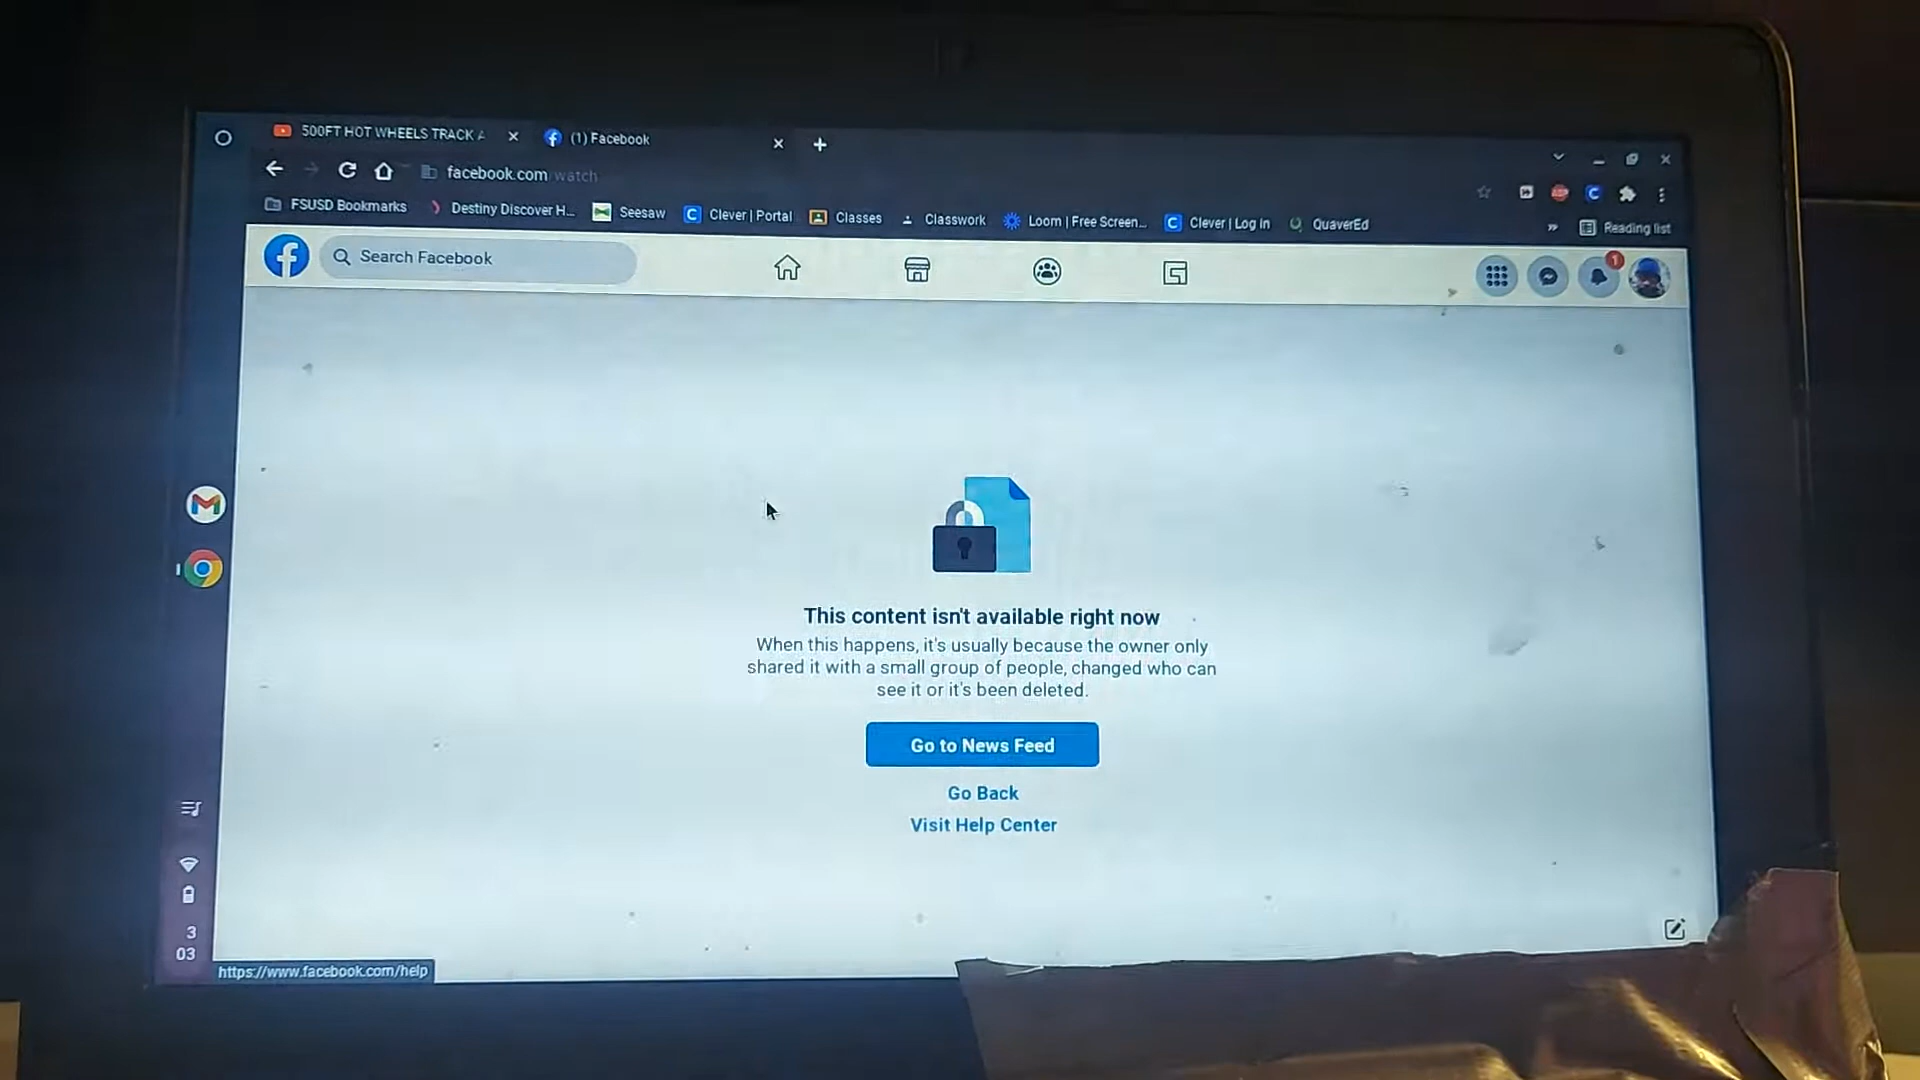 500FT HOT WHEELS TRACK A
(1) Facebook
facebook.com/watch
FSUSD Bookmarks
Destiny Discover H...
Seesaw
Clever | Portal
Classes
Classwork
Loom | Free Screen...
Clever | Log in
QuaverEd
Reading list
Search Facebook
1
This content isn't available right now
When this happens, it's usually because the owner only
shared it with a small group of people, changed who can
see it or it's been deleted.
Go to News Feed
Go Back
Visit Help Center
3
03
https://www.facebook.com/help